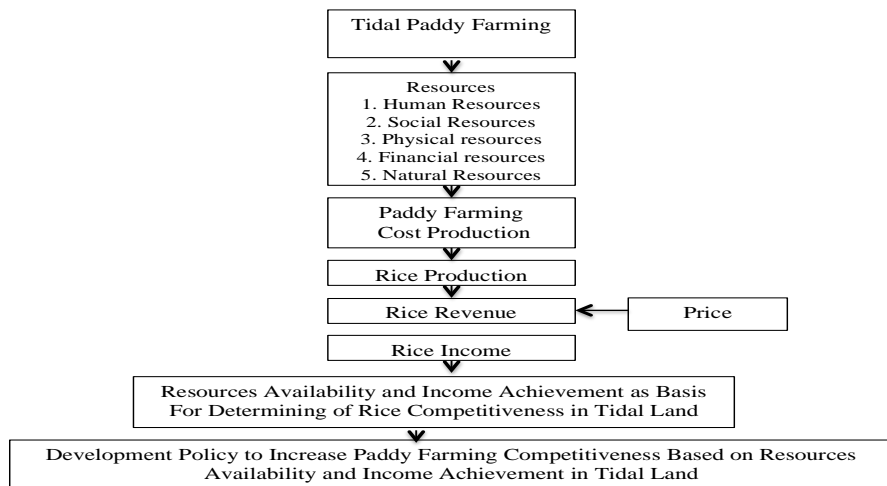 Tidal Paddy Farming
Resources
1. Human Resources
2. Social Resources
3. Physical resources
4. Financial resources
5. Natural Resources
Paddy Farming
Cost Production
Rice Production
Rice Revenue
Price
Rice Income
Resources Availability and Income Achievement as Basis
For Determining of Rice Competitiveness in Tidal Land
Development Policy to Increase Paddy Farming Competitiveness Based on Resources
Availability and Income Achievement in Tidal Land